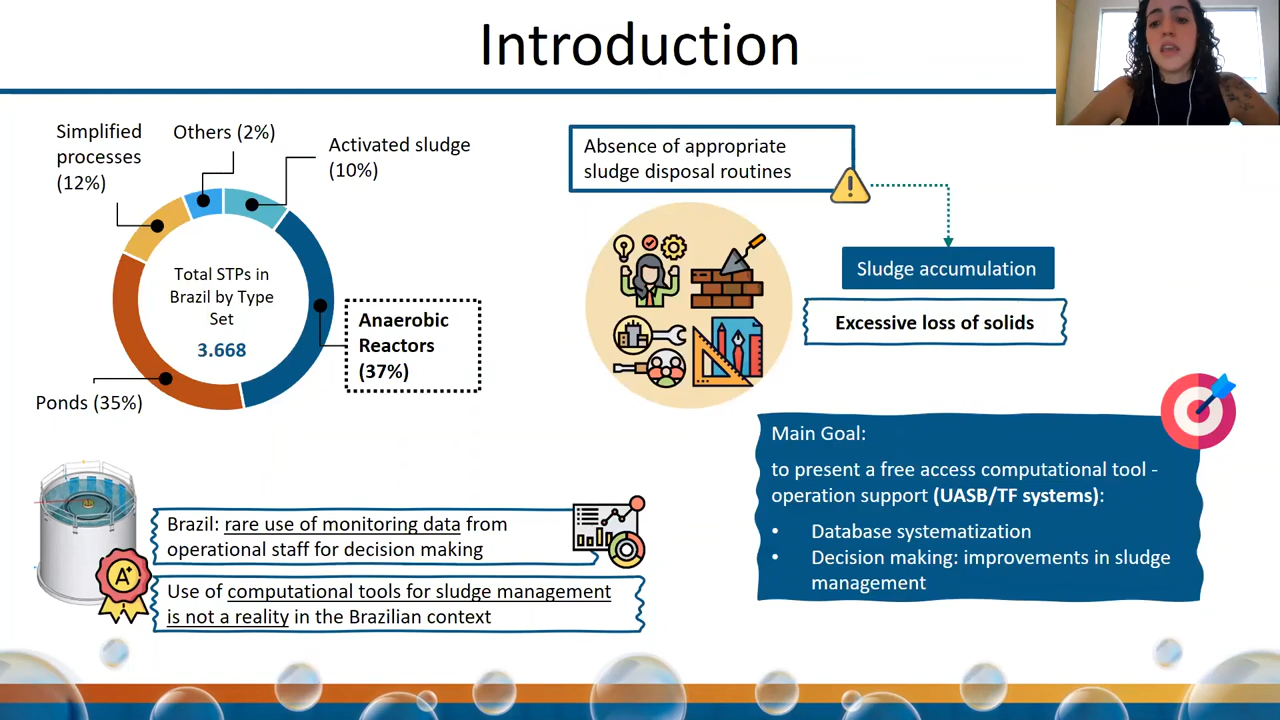 Introduction
Simplified
processes
(12%)
Others (2%)
Activated sludge
(10%)
Total STPs in
Brazil by Type
Set
3.668
Anaerobic
Reactors
(37%)
Ponds (35%)
Absence of appropriate
sludge disposal routines
Sludge accumulation
Excessive loss of solids
Main Goal:
to present a free access computational tool -
operation support (UASB/TF systems):
• Database systematization
• Decision making: improvements in sludge
management
A+
Brazil: rare use of monitoring data from
operational staff for decision making
Use of computational tools for sludge management
is not a reality in the Brazilian context